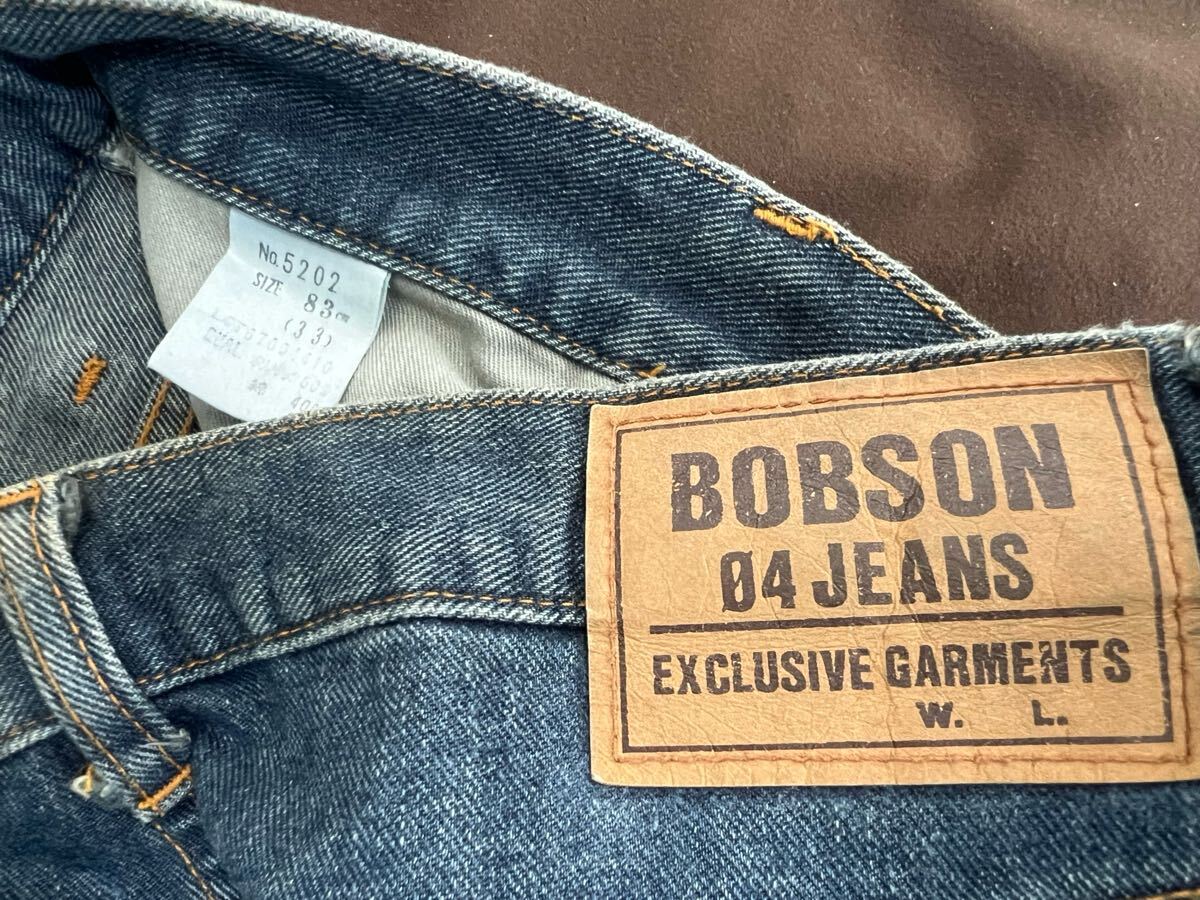 No.5202
SIZE 83cm
(33)
BOBSON
Ø4 JEANS
EXCLUSIVE GARMENTS
W. L.